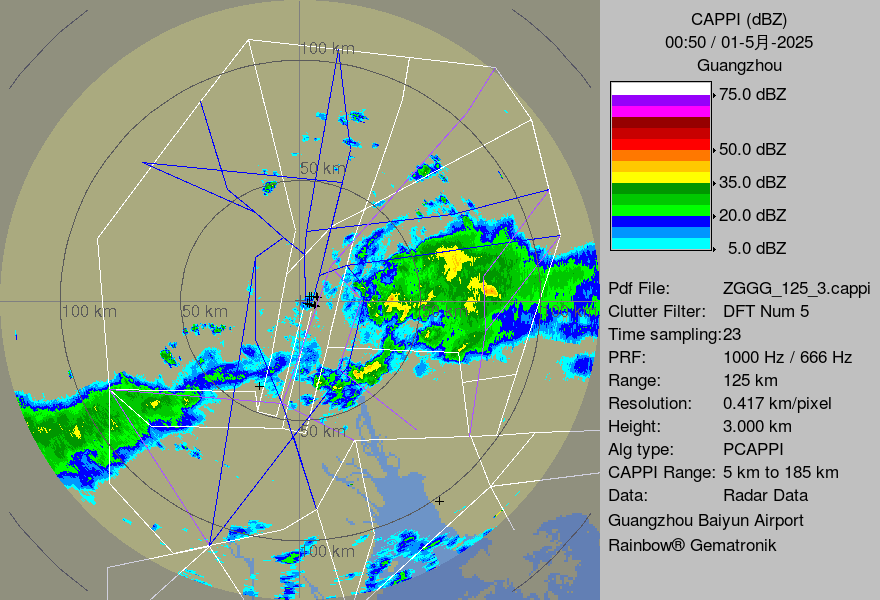 CAPPI (dBZ)
00:50 / 01-5月-2025
Guangzhou
75.0 dBZ
50.0 dBZ
35.0 dBZ
20.0 dBZ
5.0 dBZ
Pdf File: ZGGG_125_3.cappi
Clutter Filter: DFT Num 5
Time sampling:23
PRF: 1000 Hz / 666 Hz
Range: 125 km
Resolution: 0.417 km/pixel
Height: 3.000 km
Alg type: PCAPPI
CAPPI Range: 5 km to 185 km
Data: Radar Data
Guangzhou Baiyun Airport
Rainbow® Gematronik
100 km
50 km
100 km
50 km
50 km
100 km